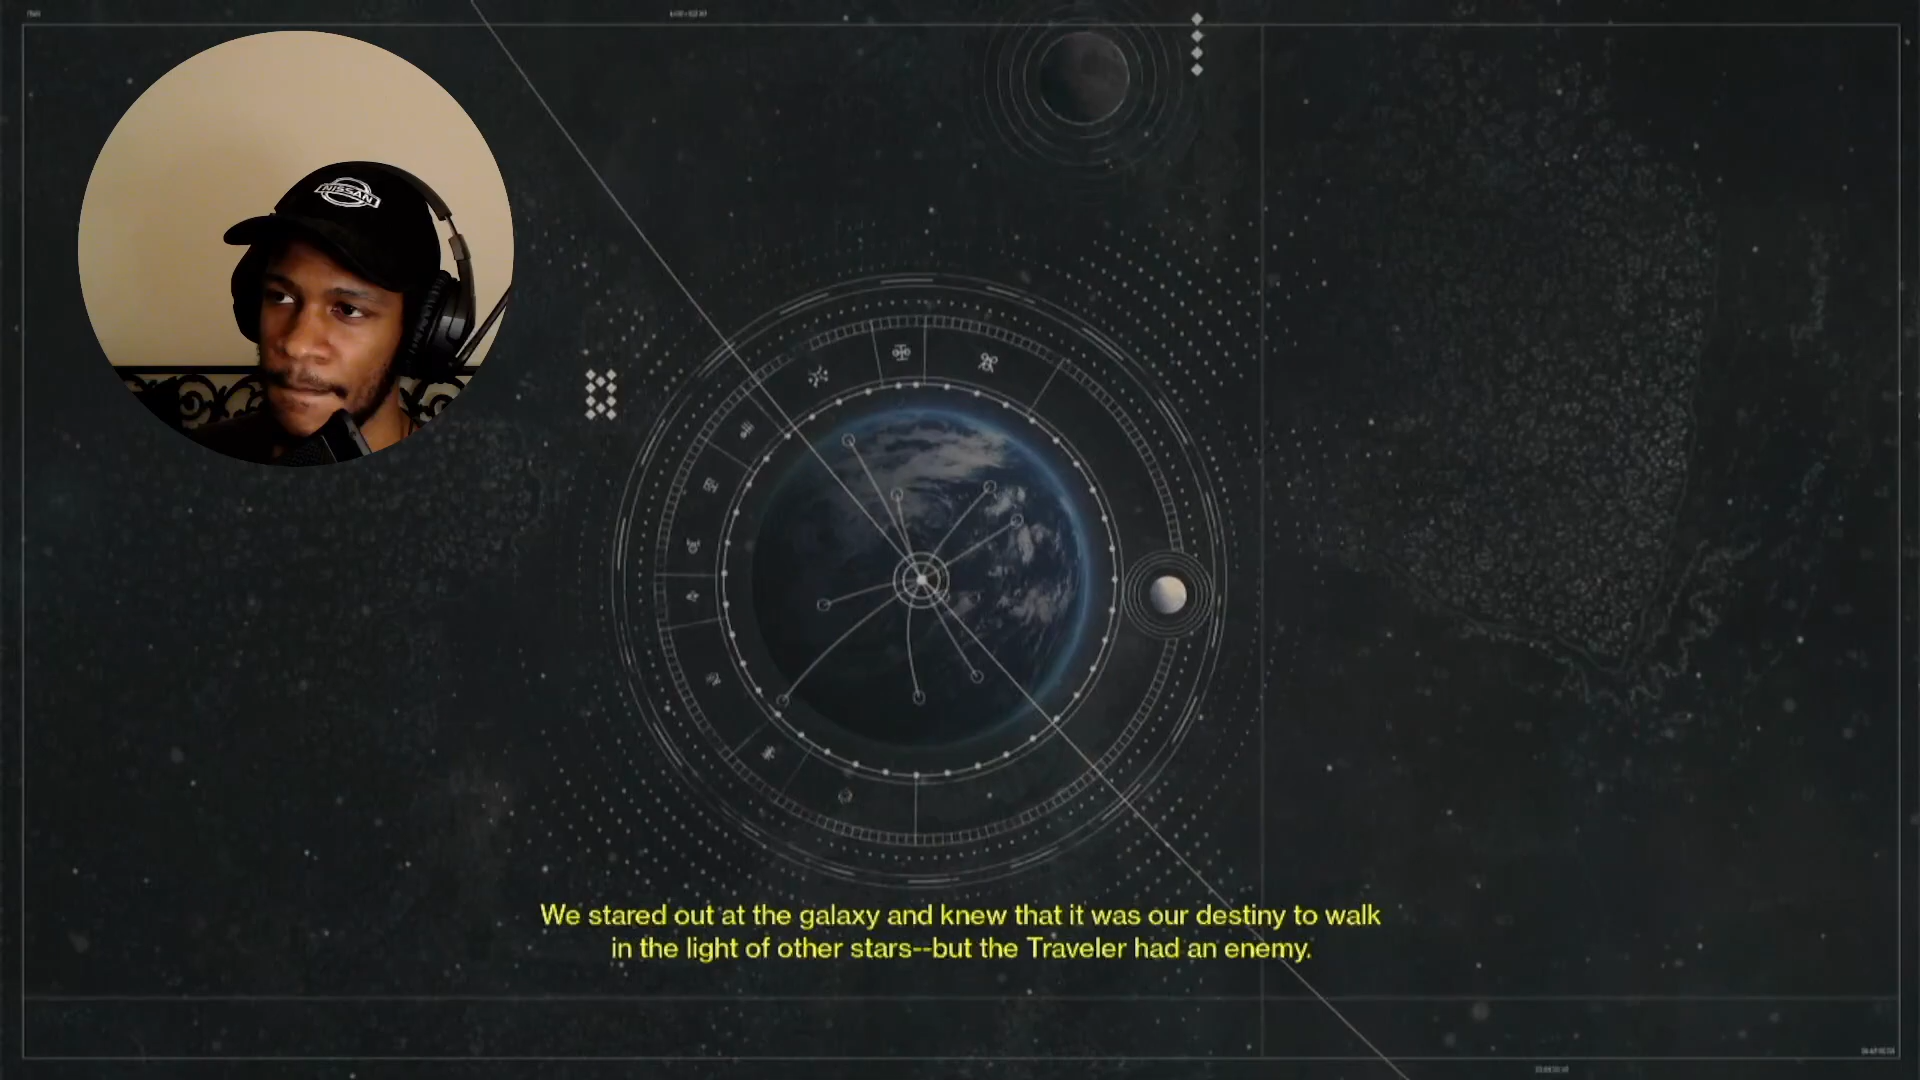 NISSAN
We stared out at the galaxy and knew that it was our destiny to walk
in the light of other stars--but the Traveler had an enemy.